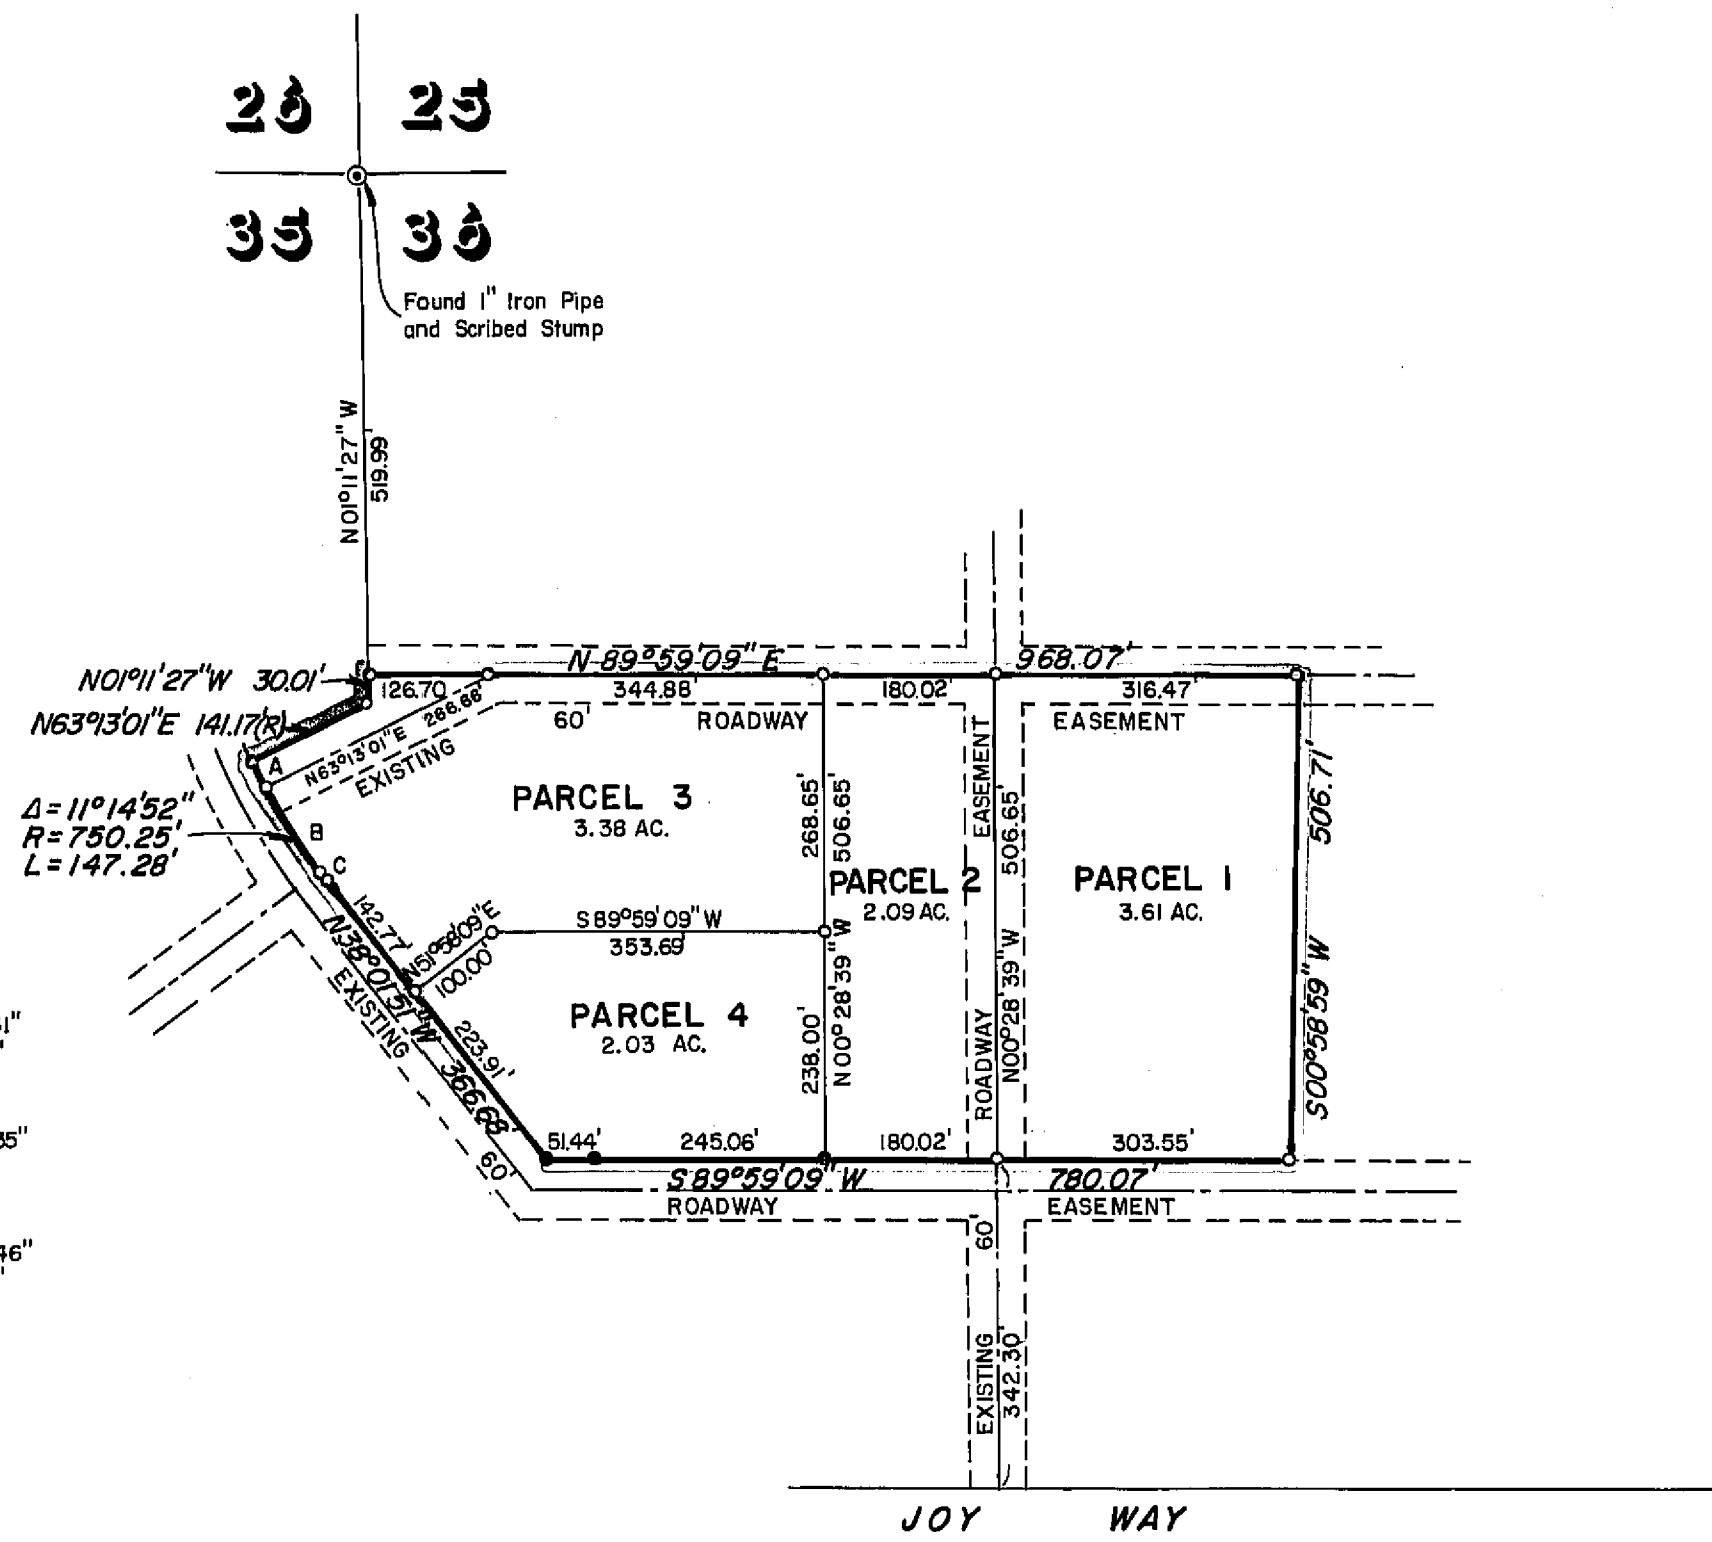 26 25
35 36
Found 1" Iron Pipe
and Scribed Stump
N01°11'27"W
519.99'
N01°11'27"W 30.01'
N63°13'01"E 141.17'(R)
N 89°59'09" E 968.07'
126.70
344.88'
180.02'
316.47'
N63°13'01"E 266.66'
EXISTING
60' ROADWAY EASEMENT
A
B
C
Δ=11°14'52"
R=750.25'
L=147.28'
PARCEL 3
3.38 AC.
268.65'
506.65'
EASEMENT
ROADWAY
506.65'
N00°28'39"W
PARCEL 2
2.09 AC.
PARCEL 1
3.61 AC.
506.71'
S00°58'59"W
142.77'
N38°01'51"W 366.68'
EXISTING
60'
N51°58'09"E
100.00'
S89°59'09"W
353.69'
PARCEL 4
2.03 AC.
238.00'
N00°28'39"W
223.91'
51.44'
245.06'
180.02'
303.55'
S89°59'09"W 780.07'
ROADWAY EASEMENT
60'
EXISTING
342.30'
JOY WAY
35"
46"